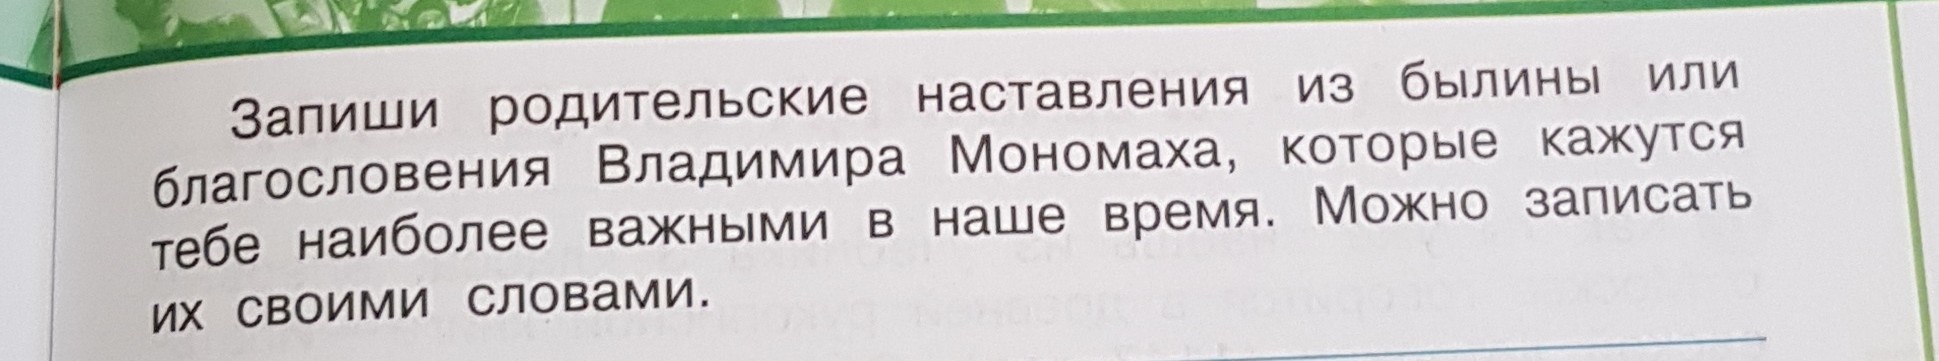 Запиши родительские наставления из былины или
благословения Владимира Мономаха, которые кажутся
тебе наиболее важными в наше время. Можно записать
их своими словами.